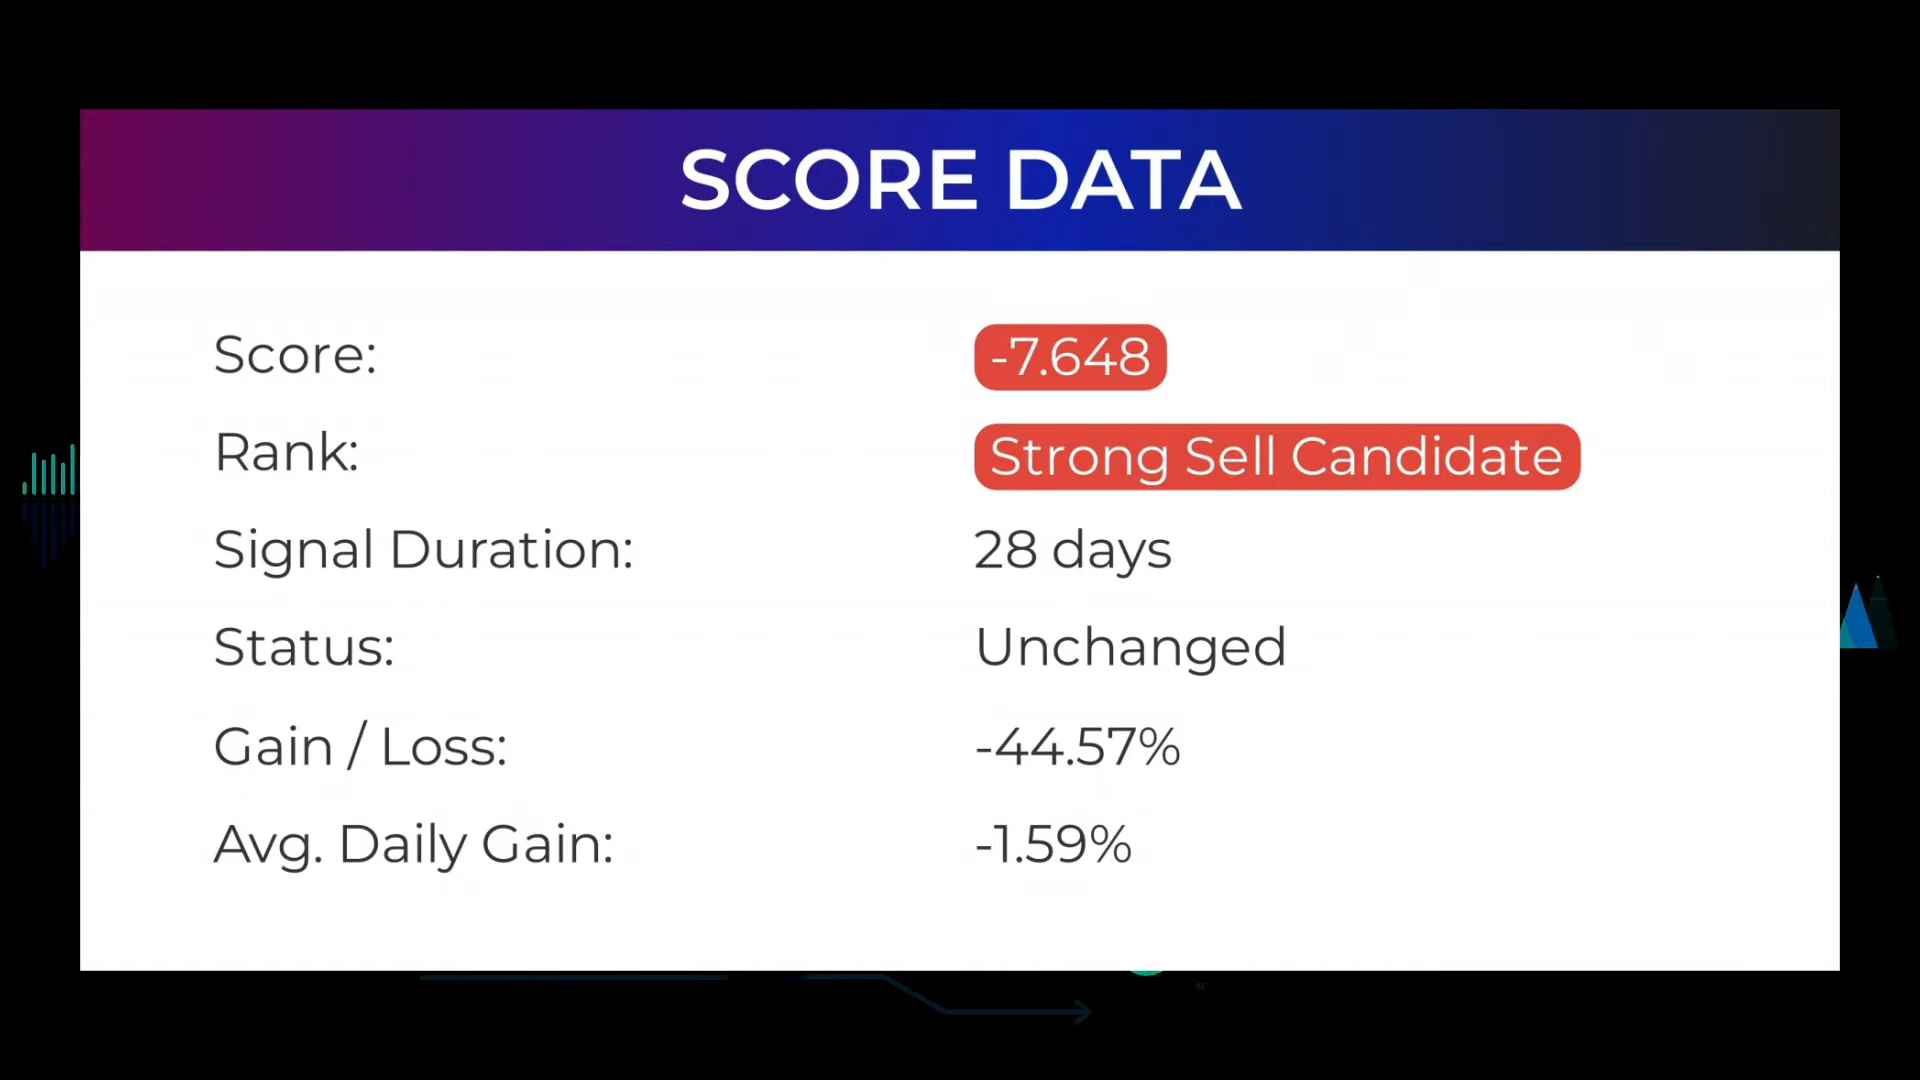 SCORE DATA
Score: -7.648
Rank: Strong Sell Candidate
Signal Duration: 28 days
Status: Unchanged
Gain / Loss: -44.57%
Avg. Daily Gain: -1.59%